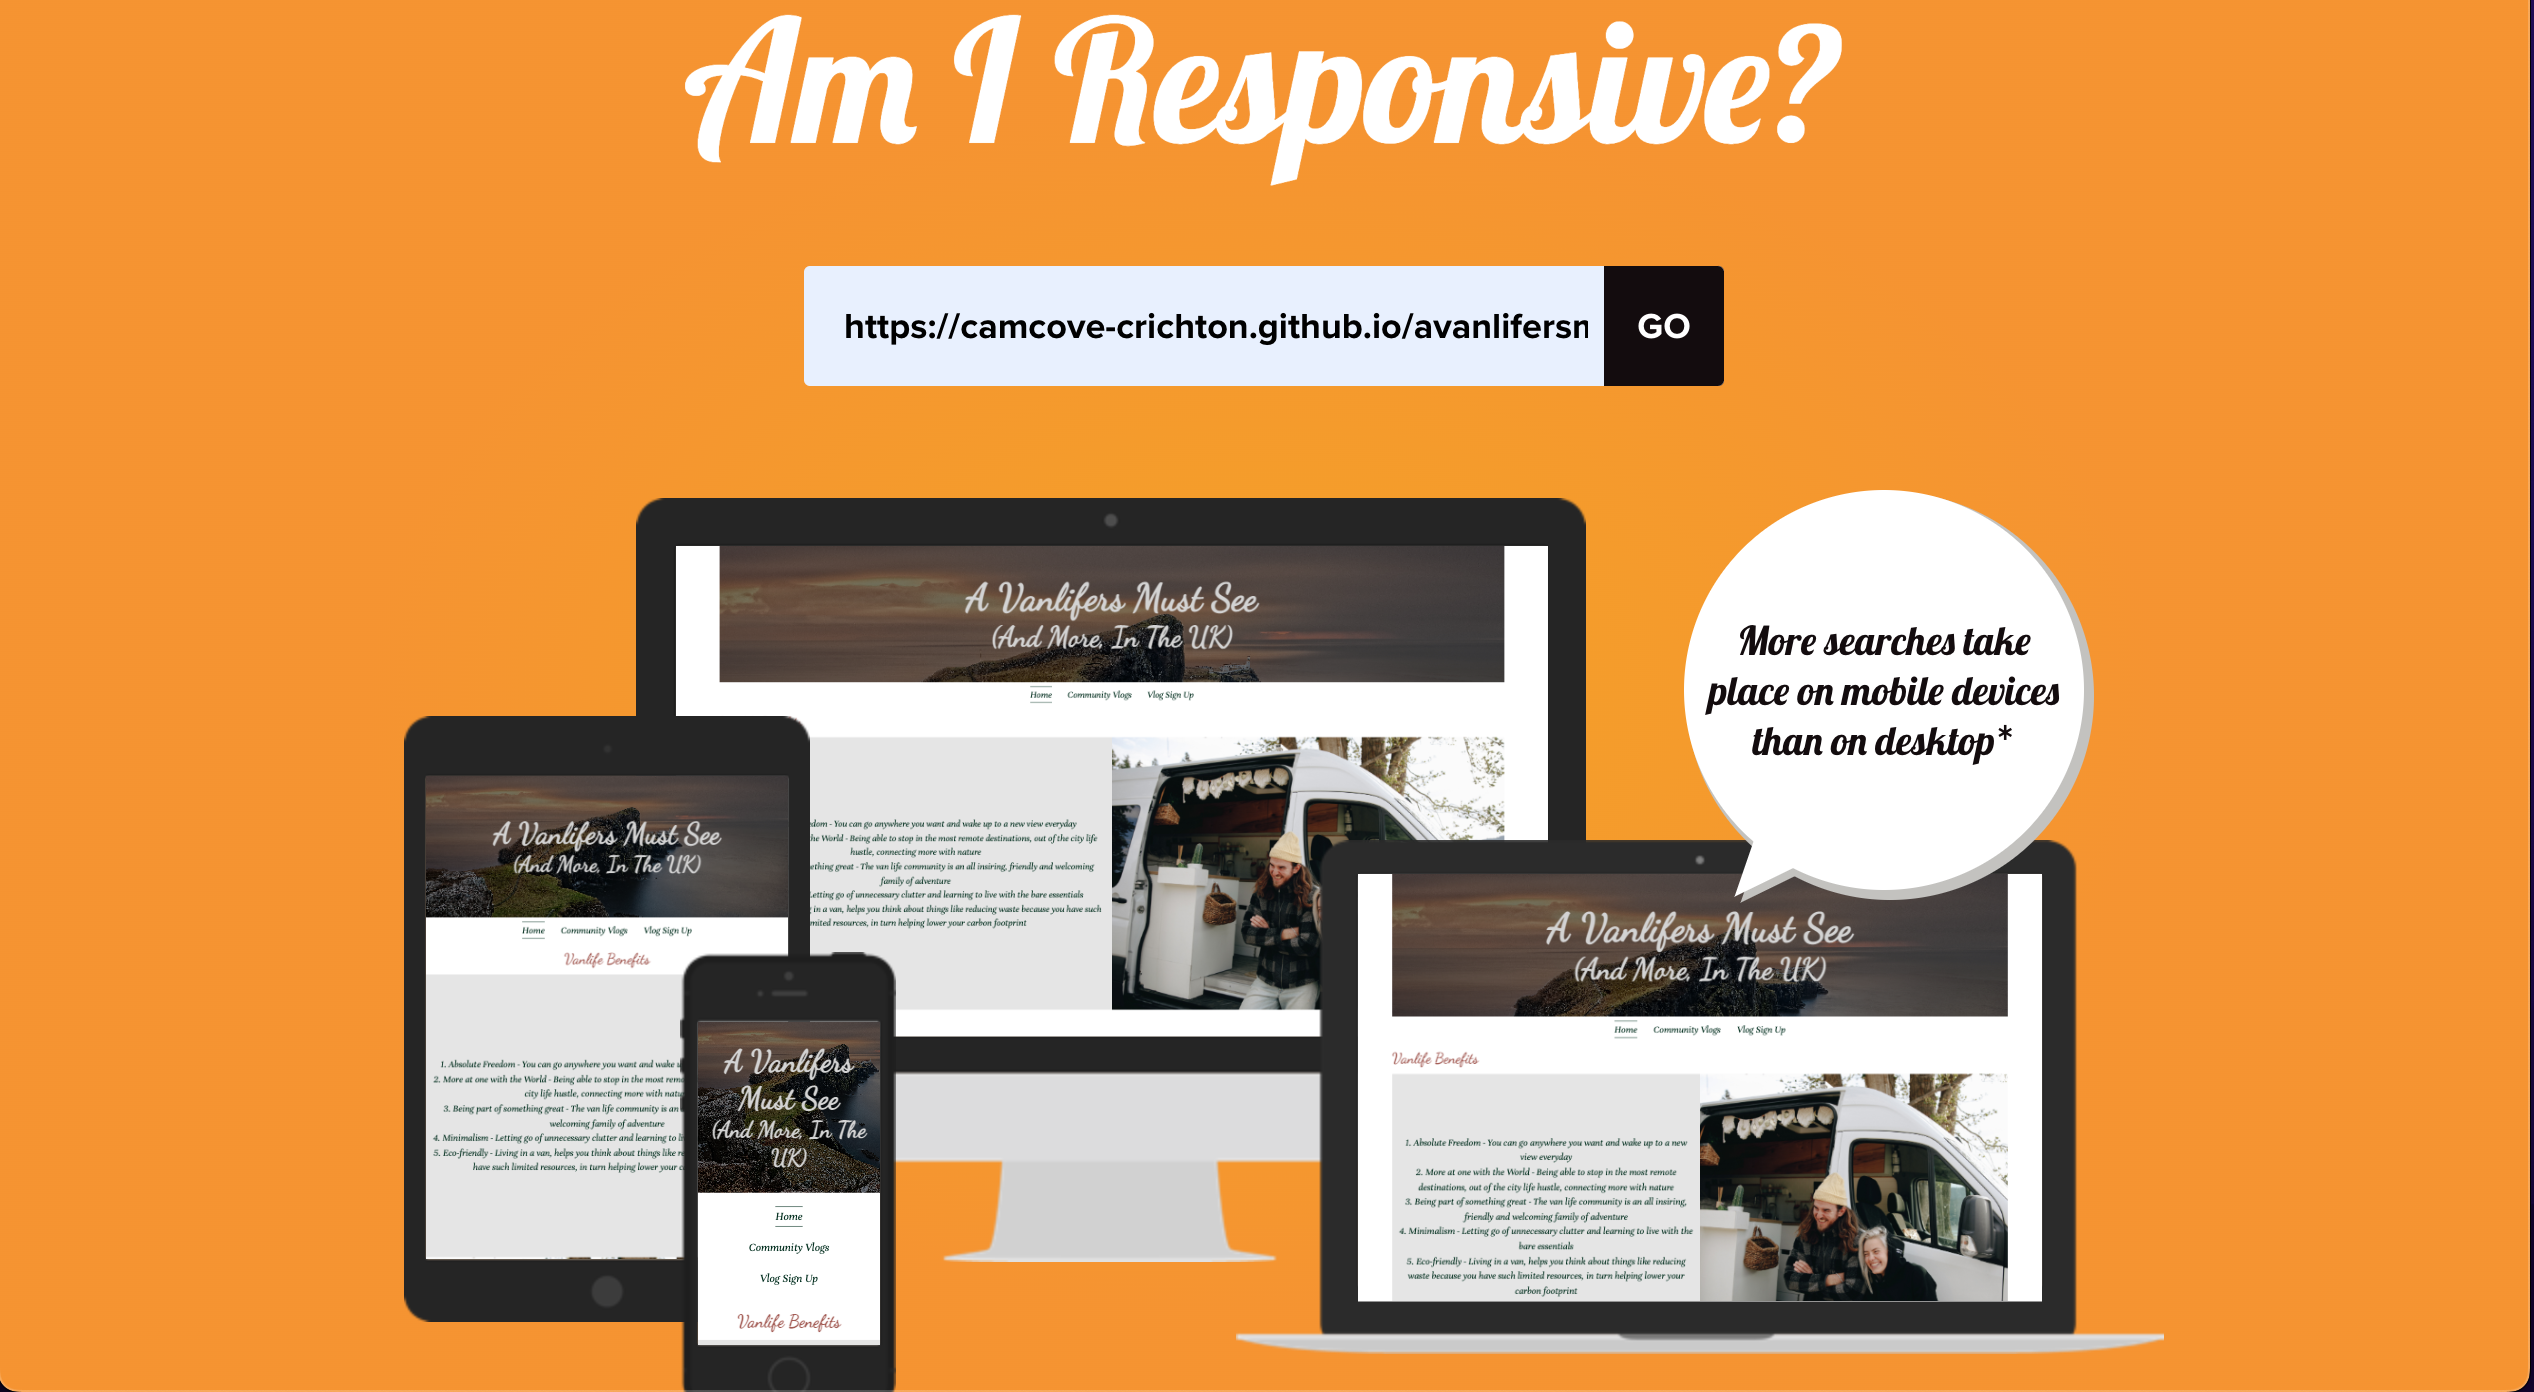 Am I Responsive?
https://camcove-crichton.github.io/avanlifersm
GO
A Vanlifers Must See
(And More, In The UK)
Home Community Vlogs Vlog Sign Up
dom - You can go anywhere you want and wake up to a new view everyday
he World - Being able to stop in the most remote destinations, out of the city life
hustle, connecting more with nature
ething great - The van life community is an all insiring, friendly and welcoming
family of adventure
Letting go of unnecessary clutter and learning to live with the bare essentials
in a van, helps you think about things like reducing waste because you have such
mited resources, in turn helping lower your carbon footprint
More searches take
place on mobile devices
than on desktop*
A Vanlifers Must See
(And More, In The UK)
Home Community Vlogs Vlog Sign Up
Vanlife Benefits
1. Absolute Freedom - You can go anywhere you want and wake
2. More at one with the World - Being able to stop in the most remo
city life hustle, connecting more with natu
3. Being part of something great - The van life community is an
welcoming family of adventure
4. Minimalism - Letting go of unnecessary clutter and learning to li
5. Eco-friendly - Living in a van, helps you think about things like re
have such limited resources, in turn helping lower your c
A Vanlifers
Must See
(And More, In The
UK)
Home
Community Vlogs
Vlog Sign Up
Vanlife Benefits
A Vanlifers Must See
(And More, In The UK)
Home Community Vlogs Vlog Sign Up
Vanlife Benefits
1. Absolute Freedom - You can go anywhere you want and wake up to a new
view everyday
2. More at one with the World - Being able to stop in the most remote
destinations, out of the city life hustle, connecting more with nature
3. Being part of something great - The van life community is an all insiring,
friendly and welcoming family of adventure
4. Minimalism - Letting go of unnecessary clutter and learning to live with the
bare essentials
5. Eco-friendly - Living in a van, helps you think about things like reducing
waste because you have such limited resources, in turn helping lower your
carbon footprint